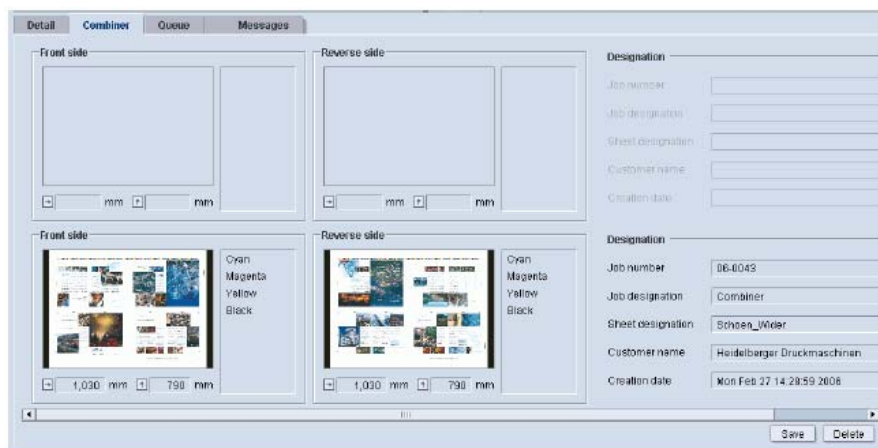 Detail Combiner Queue Messages
Front side
Reverse side
Designation
Job number
Job designation
Sheet designation
Customer name
Creation date
mm mm
mm mm
Front side
Cyan
Magenta
Yellow
Black
1,030 mm 790 mm
Reverse side
Cyan
Magenta
Yellow
Black
1,030 mm 790 mm
Designation
Job number 06-0043
Job designation Combiner
Sheet designation Schoen_Wider
Customer name Heidelberger Druckmaschinen
Creation date Mon Feb 27 14:28:59 2006
Save Delete